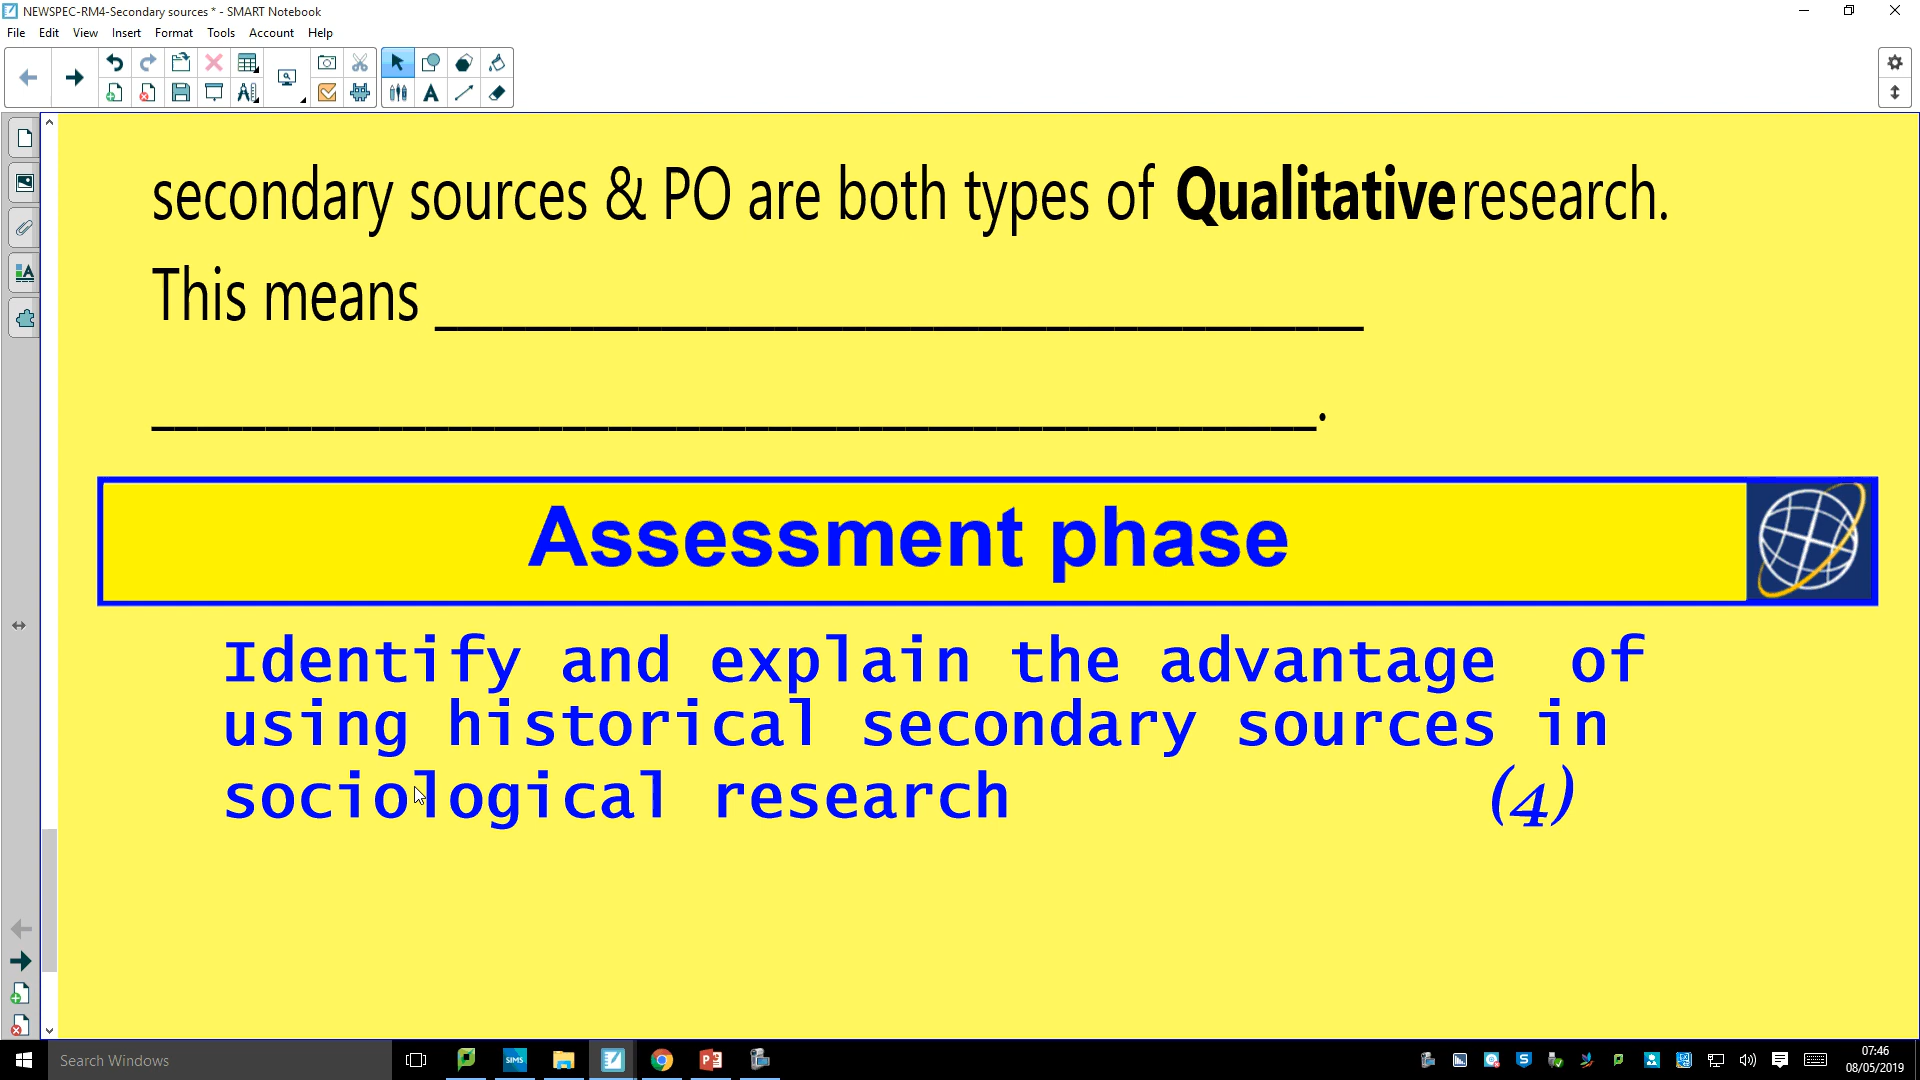 NEWSPEC-RM4-Secondary sources * - SMART Notebook
File Edit View Insert Format Tools Account Help
secondary sources & PO are both types of Qualitative research.
This means ______________________________
______________________________________.
Assessment phase
Identify and explain the advantage of
using historical secondary sources in
sociological research (4)
Search Windows
SIMS
07:46
08/05/2019